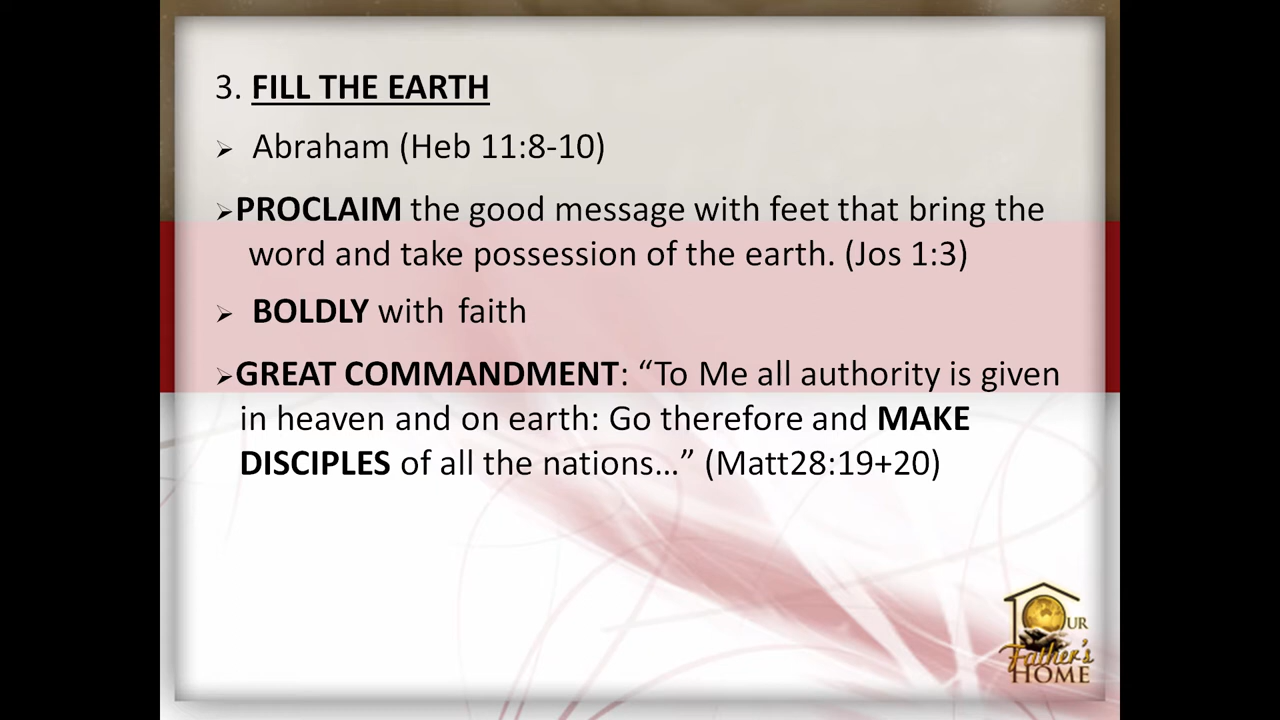 3. FILL THE EARTH
➢ Abraham (Heb 11:8-10)
➢PROCLAIM the good message with feet that bring the
word and take possession of the earth. (Jos 1:3)
➢ BOLDLY with faith
➢GREAT COMMANDMENT: “To Me all authority is given
in heaven and on earth: Go therefore and MAKE
DISCIPLES of all the nations…” (Matt28:19+20)
OUR
Father's
HOME